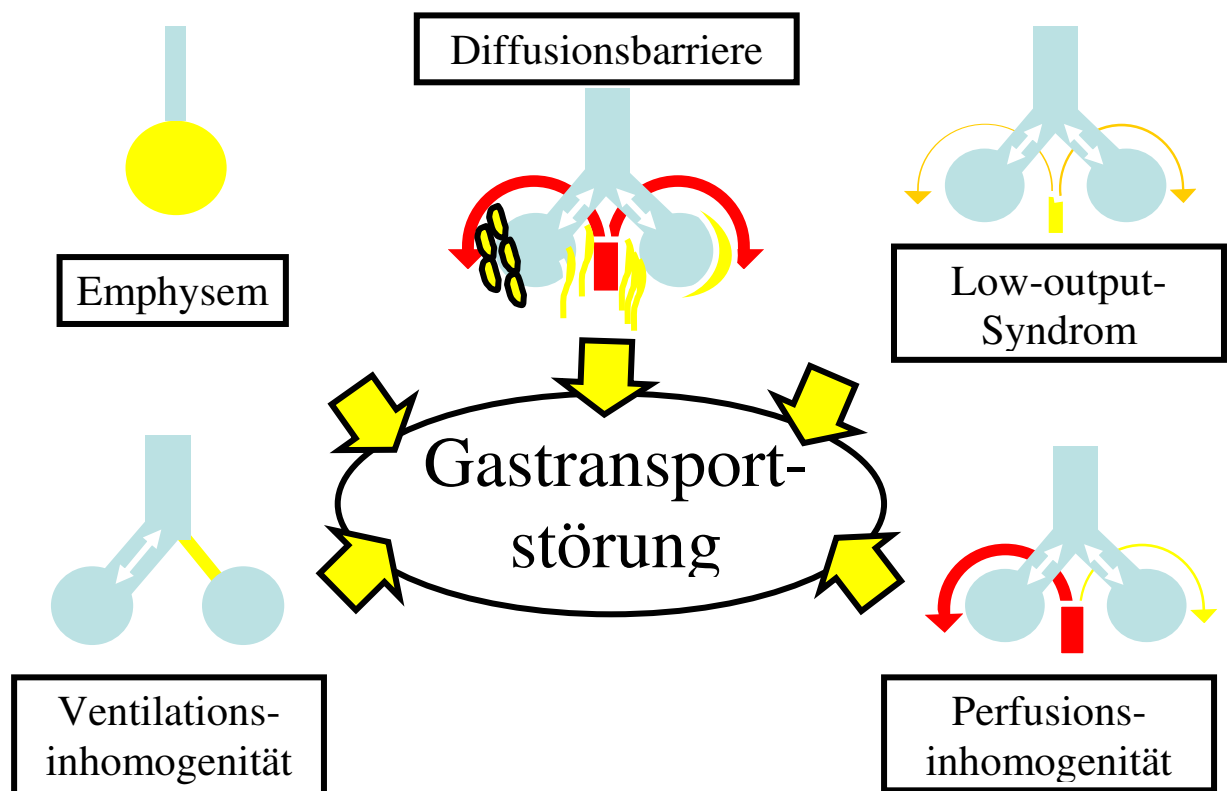 Diffusionsbarriere
Emphysem
Low-output-
Syndrom
Gastransport-
störung
Ventilations-
inhomogenität
Perfusions-
inhomogenität